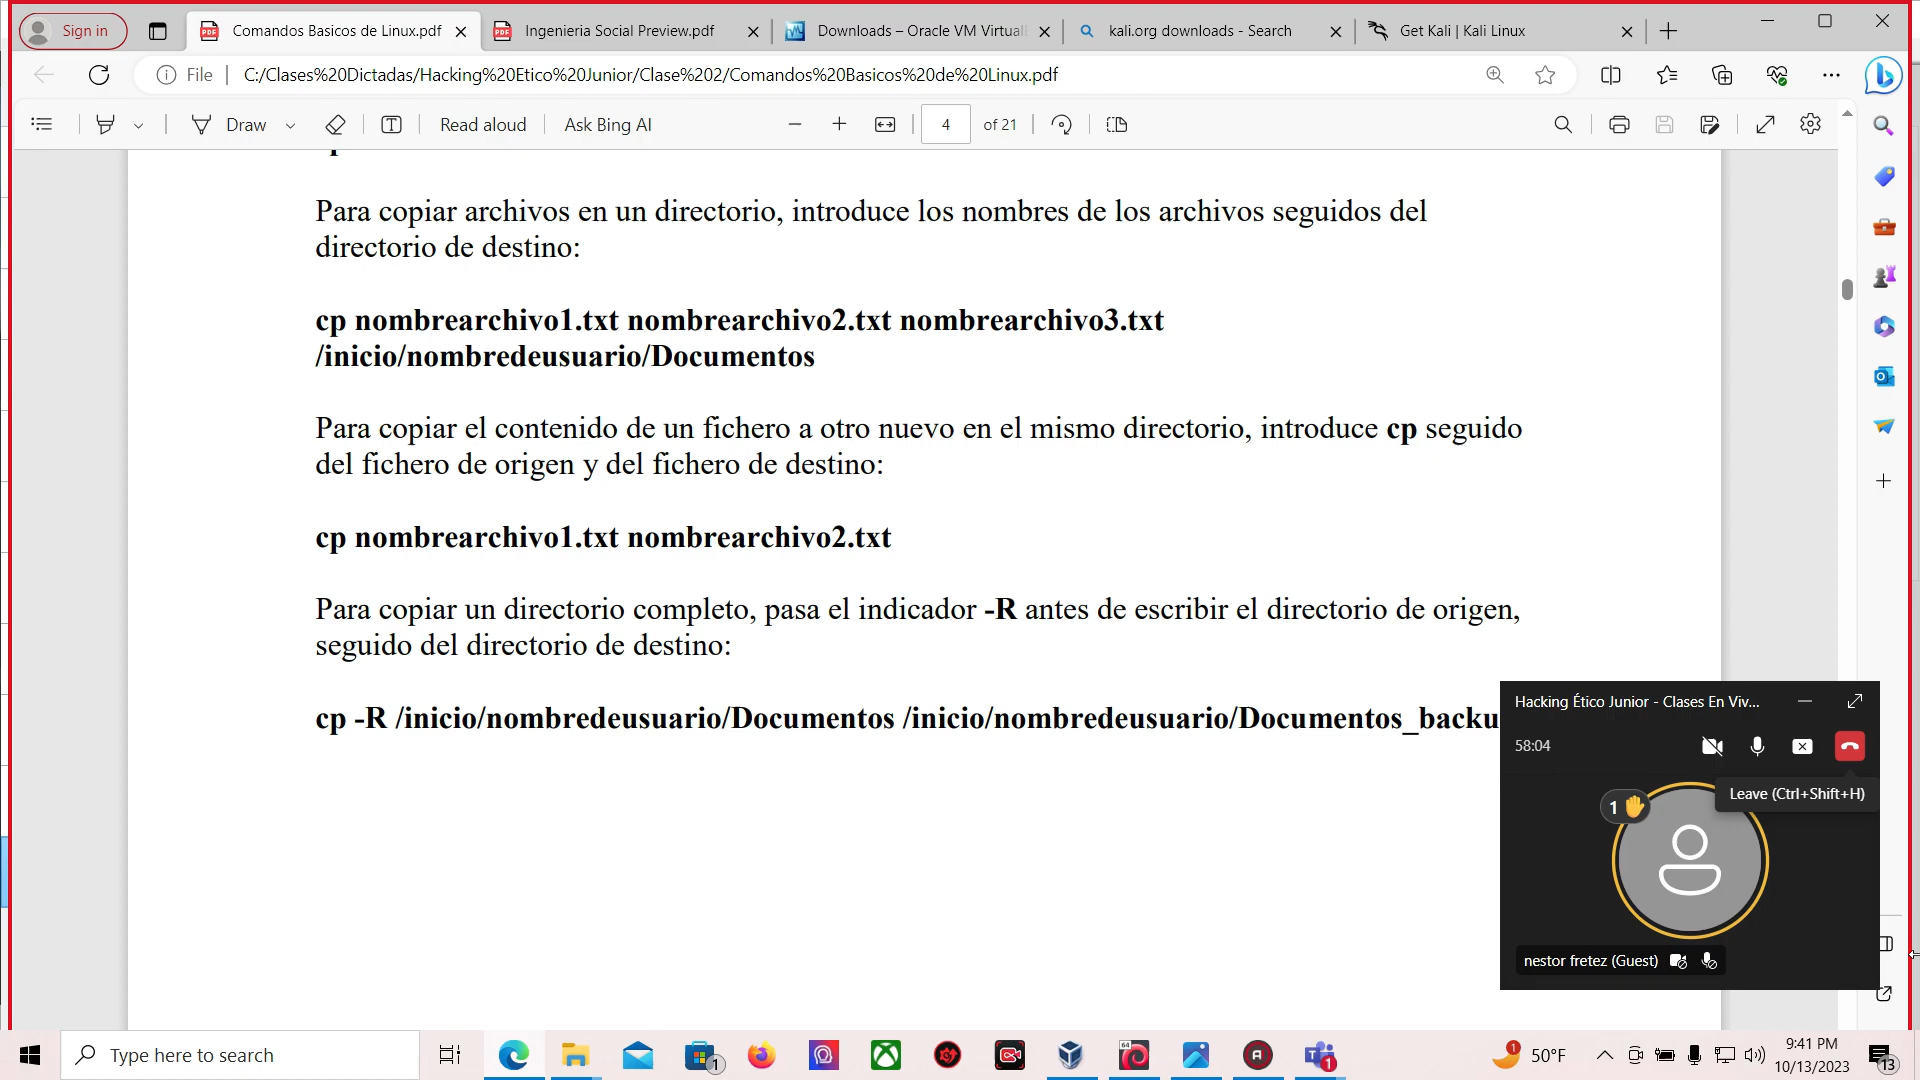 Sign in
Comandos Basicos de Linux.pdf
Ingenieria Social Preview.pdf
Downloads – Oracle VM Virtual
kali.org downloads - Search
Get Kali | Kali Linux
File
C:/Clases%20Dictadas/Hacking%20Etico%20Junior/Clase%202/Comandos%20Basicos%20de%20Linux.pdf
Draw
Read aloud
Ask Bing AI
4
of 21
Para copiar archivos en un directorio, introduce los nombres de los archivos seguidos del
directorio de destino:
cp nombrearchivo1.txt nombrearchivo2.txt nombrearchivo3.txt
/inicio/nombredeusuario/Documentos
Para copiar el contenido de un fichero a otro nuevo en el mismo directorio, introduce cp seguido
del fichero de origen y del fichero de destino:
cp nombrearchivo1.txt nombrearchivo2.txt
Para copiar un directorio completo, pasa el indicador -R antes de escribir el directorio de origen,
seguido del directorio de destino:
cp -R /inicio/nombredeusuario/Documentos /inicio/nombredeusuario/Documentos_backu
Hacking Ético Junior - Clases En Viv...
58:04
Leave (Ctrl+Shift+H)
1
nestor fretez (Guest)
Type here to search
1
64
1
1
50°F
9:41 PM
10/13/2023
13